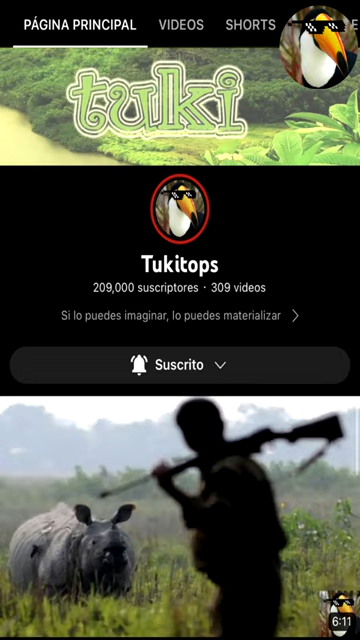 PÁGINA PRINCIPAL VIDEOS SHORTS
tuki
Tukitops
209,000 suscriptores · 309 videos
Si lo puedes imaginar, lo puedes materializar
Suscrito
6:11